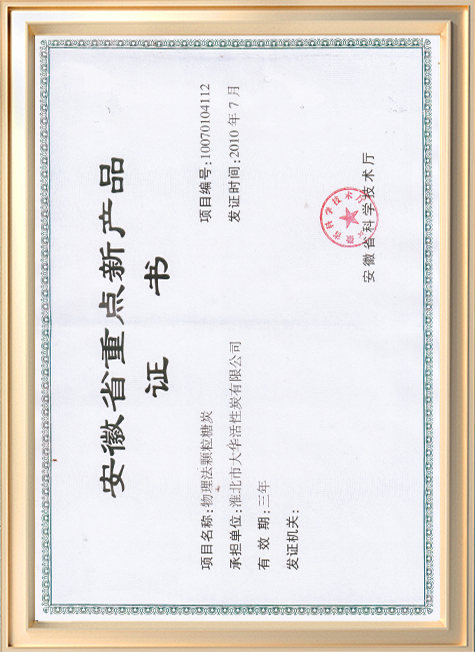 安徽省重点新产品
证书
项目名称:物理法颗粒糖炭
项目编号:10070104112
承担单位:淮北市大华活性炭有限公司
发证时间:2010年7月
有效期:三年
发证机关:
安徽省科学技术厅